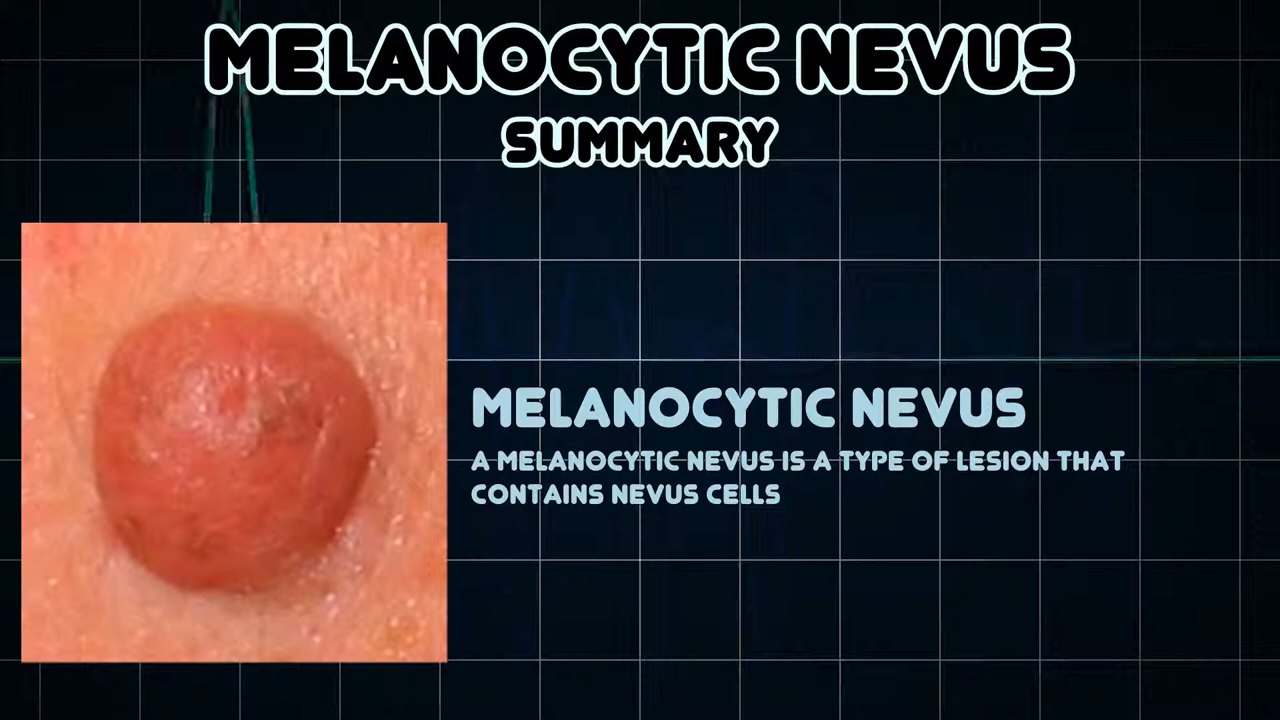 MELANOCYTIC NEVUS
SUMMARY
MELANOCYTIC NEVUS
A MELANOCYTIC NEVUS IS A TYPE OF LESION THAT
CONTAINS NEVUS CELLS